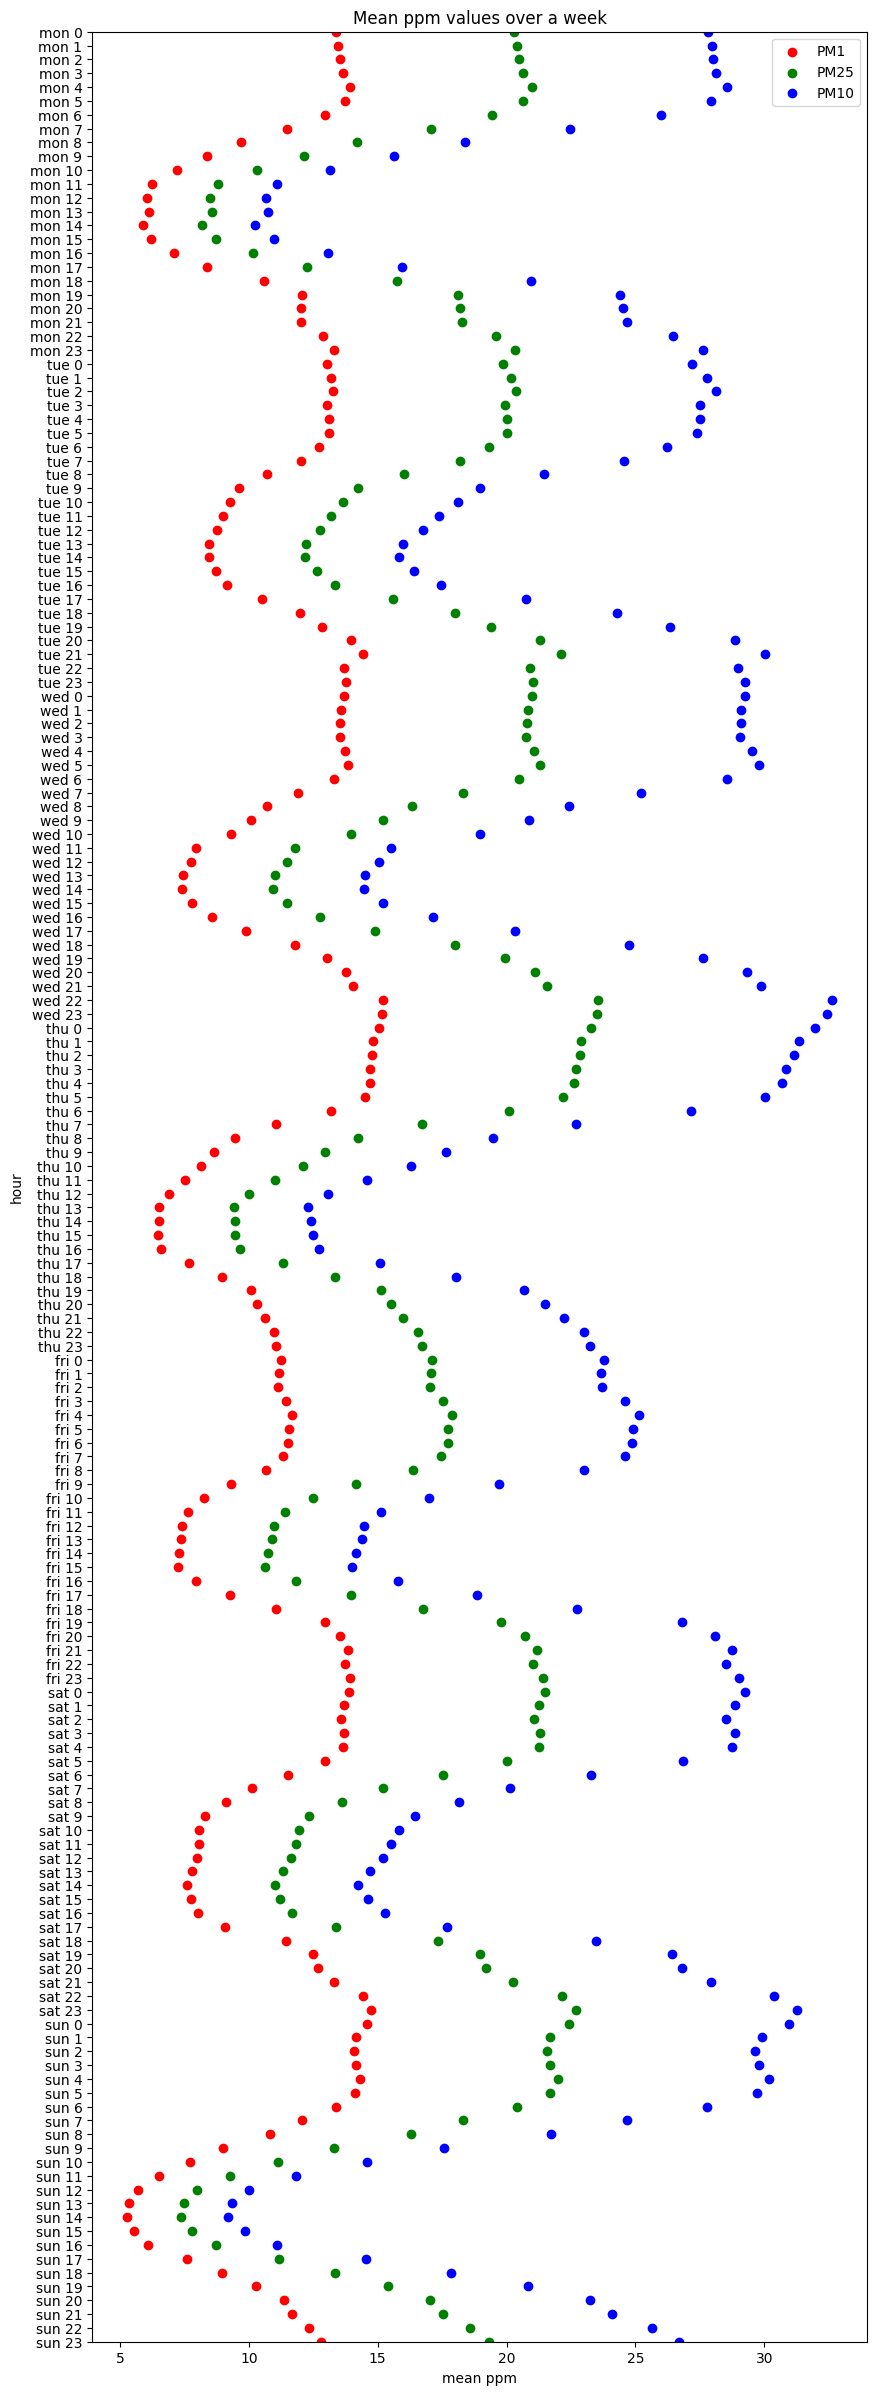 Mean ppm values over a week
PM1
PM25
PM10
mon 0
mon 1
mon 2
mon 3
mon 4
mon 5
mon 6
mon 7
mon 8
mon 9
mon 10
mon 11
mon 12
mon 13
mon 14
mon 15
mon 16
mon 17
mon 18
mon 19
mon 20
mon 21
mon 22
mon 23
tue 0
tue 1
tue 2
tue 3
tue 4
tue 5
tue 6
tue 7
tue 8
tue 9
tue 10
tue 11
tue 12
tue 13
tue 14
tue 15
tue 16
tue 17
tue 18
tue 19
tue 20
tue 21
tue 22
tue 23
wed 0
wed 1
wed 2
wed 3
wed 4
wed 5
wed 6
wed 7
wed 8
wed 9
wed 10
wed 11
wed 12
wed 13
wed 14
wed 15
wed 16
wed 17
wed 18
wed 19
wed 20
wed 21
wed 22
wed 23
thu 0
thu 1
thu 2
thu 3
thu 4
thu 5
thu 6
thu 7
thu 8
thu 9
thu 10
thu 11
thu 12
thu 13
thu 14
thu 15
thu 16
thu 17
thu 18
thu 19
thu 20
thu 21
thu 22
thu 23
fri 0
fri 1
fri 2
fri 3
fri 4
fri 5
fri 6
fri 7
fri 8
fri 9
fri 10
fri 11
fri 12
fri 13
fri 14
fri 15
fri 16
fri 17
fri 18
fri 19
fri 20
fri 21
fri 22
fri 23
sat 0
sat 1
sat 2
sat 3
sat 4
sat 5
sat 6
sat 7
sat 8
sat 9
sat 10
sat 11
sat 12
sat 13
sat 14
sat 15
sat 16
sat 17
sat 18
sat 19
sat 20
sat 21
sat 22
sat 23
sun 0
sun 1
sun 2
sun 3
sun 4
sun 5
sun 6
sun 7
sun 8
sun 9
sun 10
sun 11
sun 12
sun 13
sun 14
sun 15
sun 16
sun 17
sun 18
sun 19
sun 20
sun 21
sun 22
sun 23
hour
5 10 15 20 25 30
mean ppm